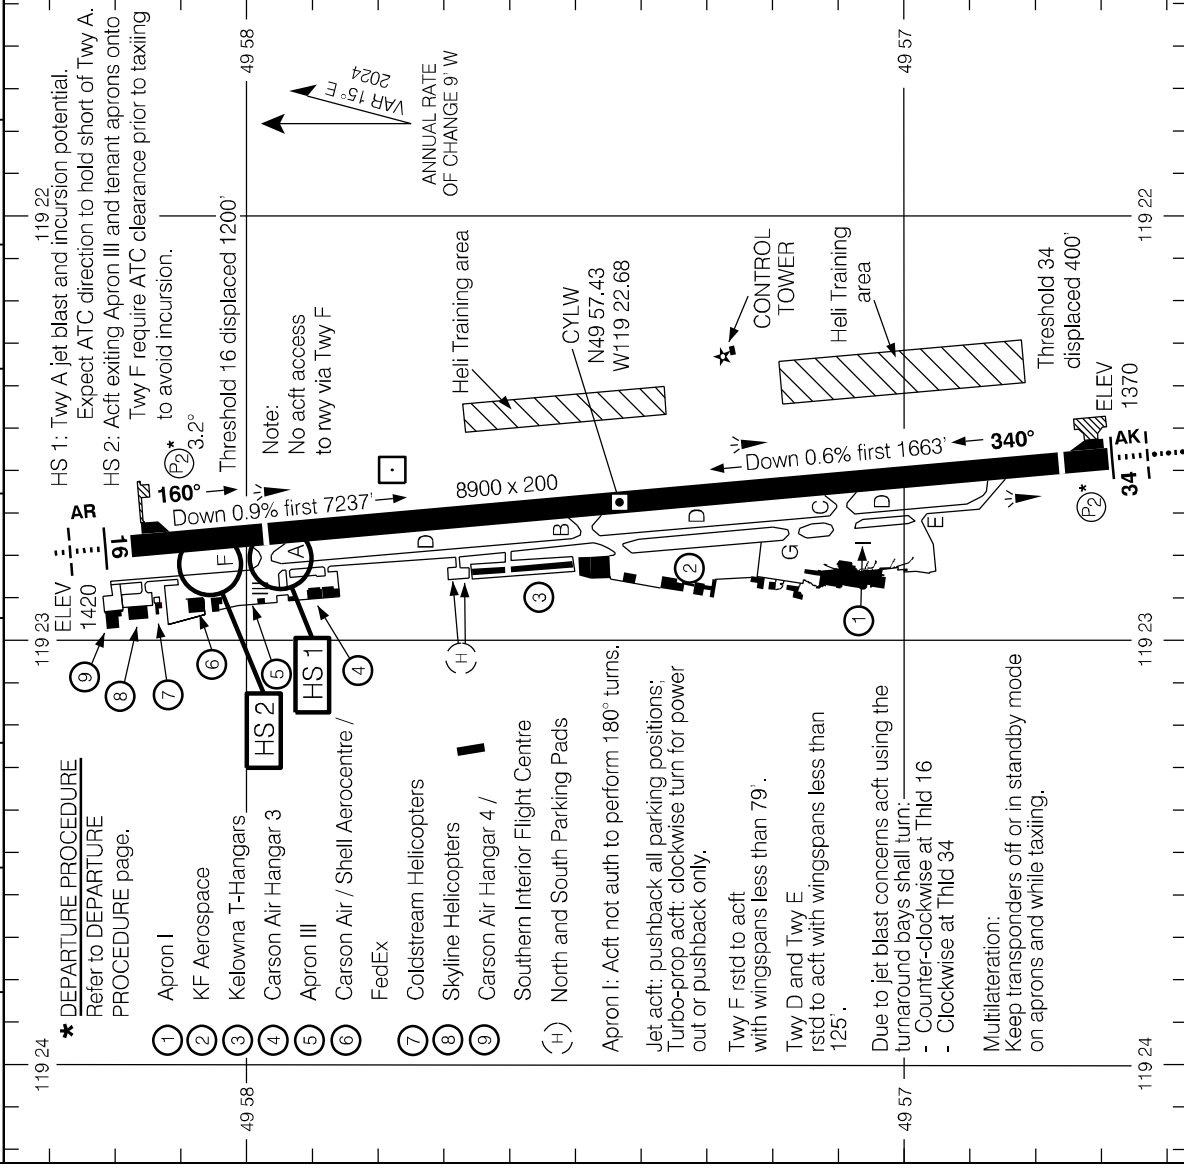 HS 1: Twy A jet blast and incursion potential.
Expect ATC direction to hold short of Twy A.
HS 2: Acft exiting Apron III and tenant aprons onto
Twy F require ATC clearance prior to taxiing
to avoid incursion.
119 22
119 23
119 24
49 58
49 57
VAR 15° E
2024
ANNUAL RATE
OF CHANGE 9' W
ELEV
1420
AR
16
160°
P2*
3.2°
Threshold 16 displaced 1200'
Down 0.9% first 7237'
Note:
No acft access
to rwy via Twy F
8900 x 200
Heli Training area
CYLW
N49 57.43
W119 22.68
CONTROL
TOWER
Heli Training
area
Down 0.6% first 1663'
340°
Threshold 34
displaced 400'
ELEV
1370
AK
34
P2*
F
A
D
B
D
C
D
G
E
I
HS 2
HS 1
9
8
7
6
5
4
(H)
3
2
1
* DEPARTURE PROCEDURE
Refer to DEPARTURE
PROCEDURE page.
1 Apron I
2 KF Aerospace
3 Kelowna T-Hangars
4 Carson Air Hangar 3
5 Apron III
6 Carson Air / Shell Aerocentre /
FedEx
7 Coldstream Helicopters
8 Skyline Helicopters
9 Carson Air Hangar 4 /
Southern Interior Flight Centre
(H) North and South Parking Pads
Apron I: Acft not auth to perform 180° turns.
Jet acft: pushback all parking positions;
Turbo-prop acft: clockwise turn for power
out or pushback only.
Twy F rstd to acft
with wingspans less than 79'.
Twy D and Twy E
rstd to acft with wingspans less than
125'.
Due to jet blast concerns acft using the
turnaround bays shall turn:
- Counter-clockwise at Thld 16
- Clockwise at Thld 34
Multilateration:
Keep transponders off or in standby mode
on aprons and while taxiing.
49 58
49 57
119 22
119 23
119 24